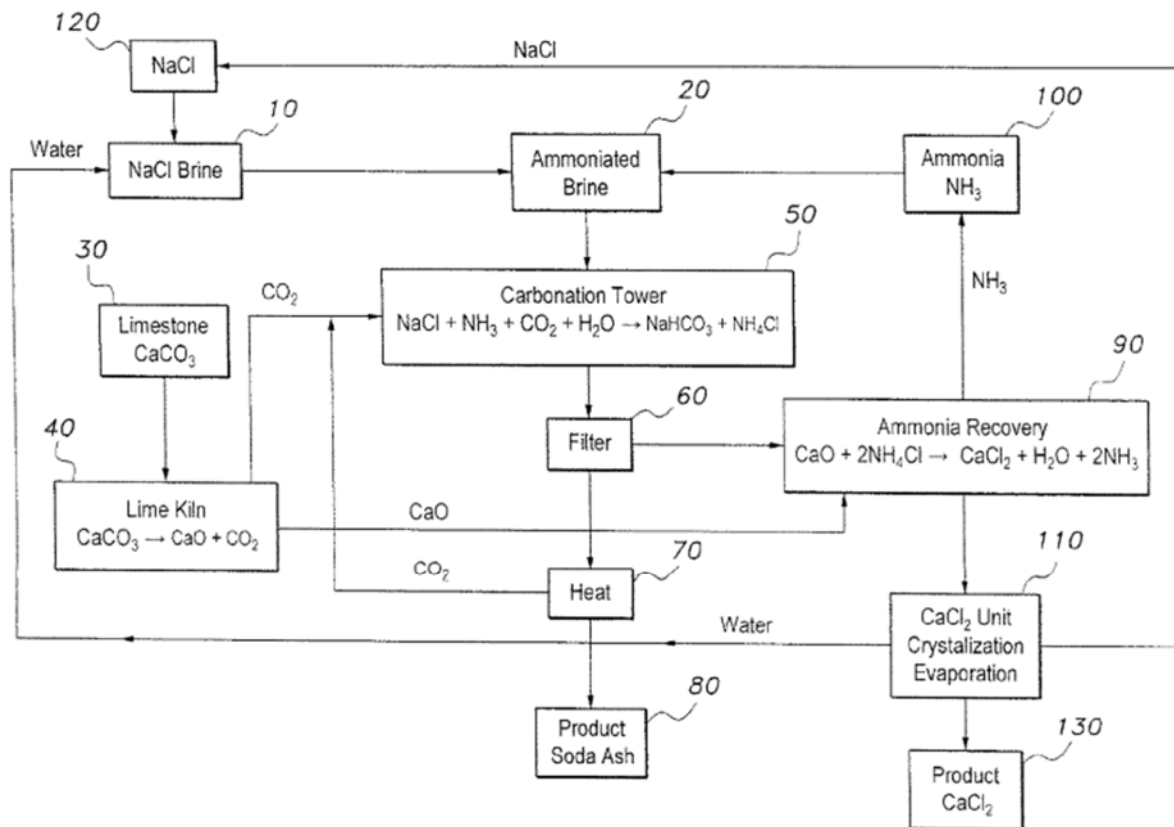 120
NaCl
NaCl
10
20
100
Water
NaCl Brine
Ammoniated
Brine
Ammonia
NH₃
50
30
CO₂
Carbonation Tower
NaCl + NH₃ + CO₂ + H₂O → NaHCO₃ + NH₄Cl
NH₃
Limestone
CaCO₃
90
60
40
Filter
Ammonia Recovery
CaO + 2NH₄Cl → CaCl₂ + H₂O + 2NH₃
Lime Kiln
CaCO₃ → CaO + CO₂
CaO
70
110
CO₂
Heat
Water
CaCl₂ Unit
Crystalization
Evaporation
80
Product
Soda Ash
130
Product
CaCl₂